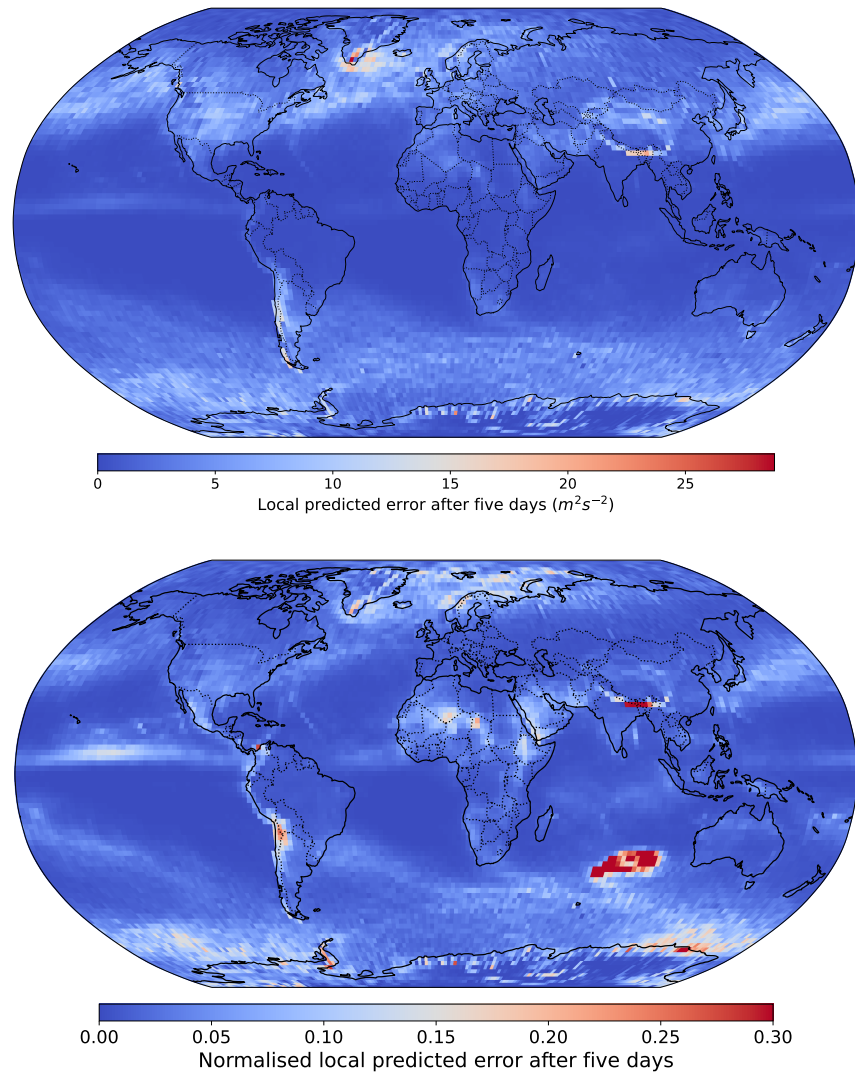 0 5 10 15 20 25
Local predicted error after five days (m²s⁻²)
0.00 0.05 0.10 0.15 0.20 0.25 0.30
Normalised local predicted error after five days